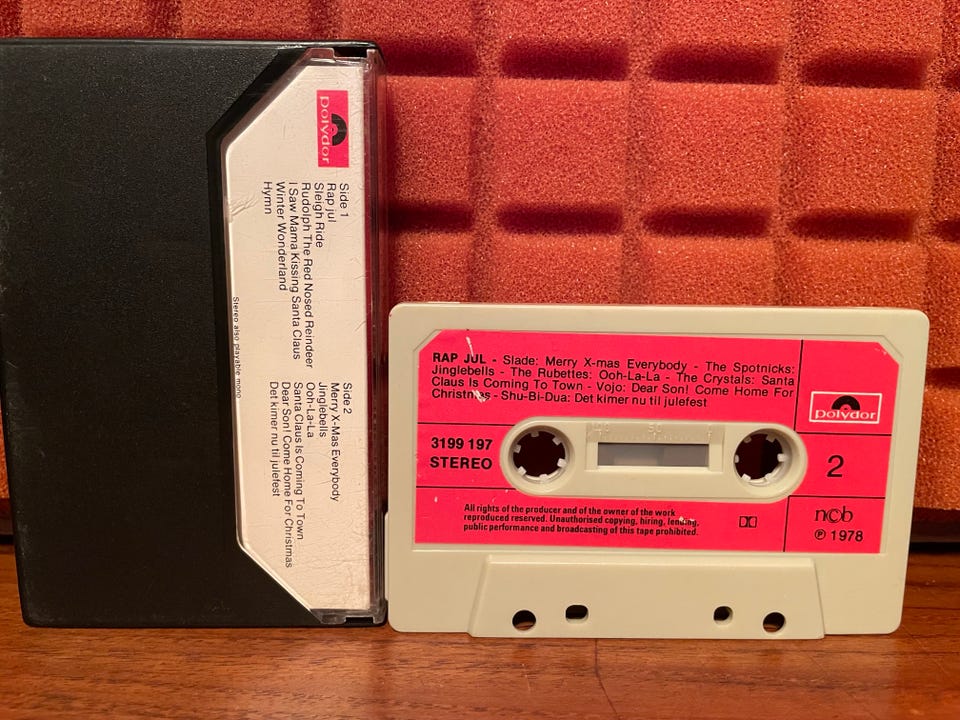 polydor
Side 1
Rap jul
Sleigh Ride
Rudolph The Red Nosed Reindeer
I Saw Mama Kissing Santa Claus
Winter Wonderland
Hymn
Side 2
Merry X-Mas Everybody
Jinglebells
Ooh-La-La
Santa Claus Is Coming To Town
Dear Son! Come Home For Christmas
Det kimer nu til julefest
Stereo also playable mono
RAP JUL - Slade: Merry X-mas Everybody - The Spotnicks:
Jinglebells - The Rubettes: Ooh-La-La - The Crystals: Santa
Claus Is Coming To Town - Vojo: Dear Son! Come Home For
Christmas - Shu-Bi-Dua: Det kimer nu til julefest
polydor
3199 197
STEREO
100 50
2
All rights of the producer and of the owner of the work
reproduced reserved. Unauthorised copying, hiring, lending,
public performance and broadcasting of this tape prohibited.
ncb
℗ 1978